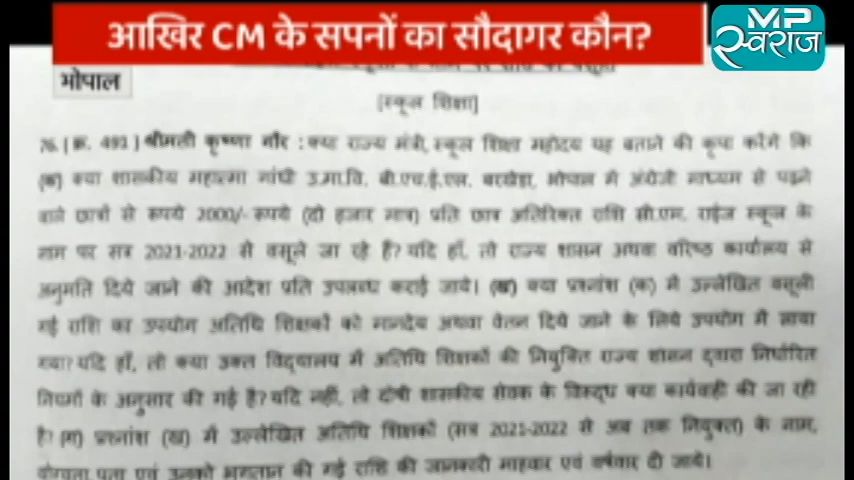 आखिर CM के सपनों का सौदागर कौन?
MP
स्वराज
भोपाल
[स्कूल शिक्षा]
76. [क्र. 491] श्रीमती कृष्णा गौर : क्या राज्य मंत्री, स्कूल शिक्षा महोदय यह बताने की कृपा करेंगे कि
(क) क्या शासकीय महात्मा गांधी उ.मा.वि. बी.एच.ई.एल. बरखेड़ा, भोपाल में अंग्रेजी माध्यम से पढ़ने
वाले छात्रों से रूपये 2000/- रूपये (दो हजार मात्र) प्रति छात्र अतिरिक्त राशि सी.एम. राईज स्कूल के
नाम पर सत्र 2021-2022 से वसूले जा रहे हैं? यदि हाँ, तो राज्य शासन अथवा वरिष्ठ कार्यालय से
अनुमति दिये जाने की आदेश प्रति उपलब्ध कराई जाये। (ख) क्या प्रश्नांश (क) में उल्लेखित वसूली
गई राशि का उपयोग अतिथि शिक्षकों को मानदेय अथवा वेतन दिये जाने के लिये उपयोग में लाया
गया? यदि हाँ, तो क्या उक्त विद्यालय में अतिथि शिक्षकों की नियुक्ति राज्य शासन द्वारा निर्धारित
नियमों के अनुसार की गई है? यदि नहीं, तो दोषी शासकीय सेवक के विरूद्ध क्या कार्यवाही की जा रही
है? (ग) प्रश्नांश (ख) में उल्लेखित अतिथि शिक्षकों (सत्र 2021-2022 से अब तक नियुक्त) के नाम,
योग्यता, पता एवं उनको भुगतान की गई राशि की जानकारी माहवार एवं वर्षवार दी जाये।